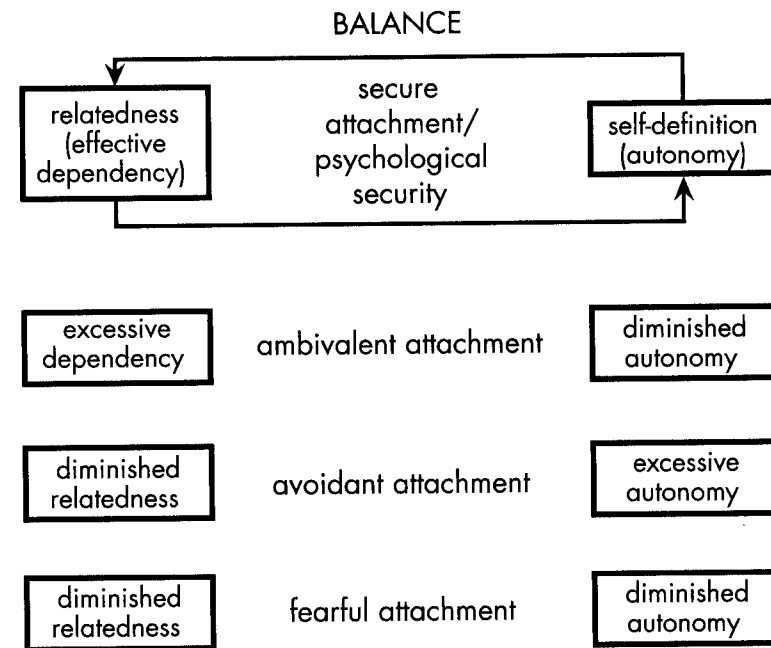 BALANCE
relatedness
(effective
dependency)
secure
attachment/
psychological
security
self-definition
(autonomy)
excessive
dependency
ambivalent attachment
diminished
autonomy
diminished
relatedness
avoidant attachment
excessive
autonomy
diminished
relatedness
fearful attachment
diminished
autonomy